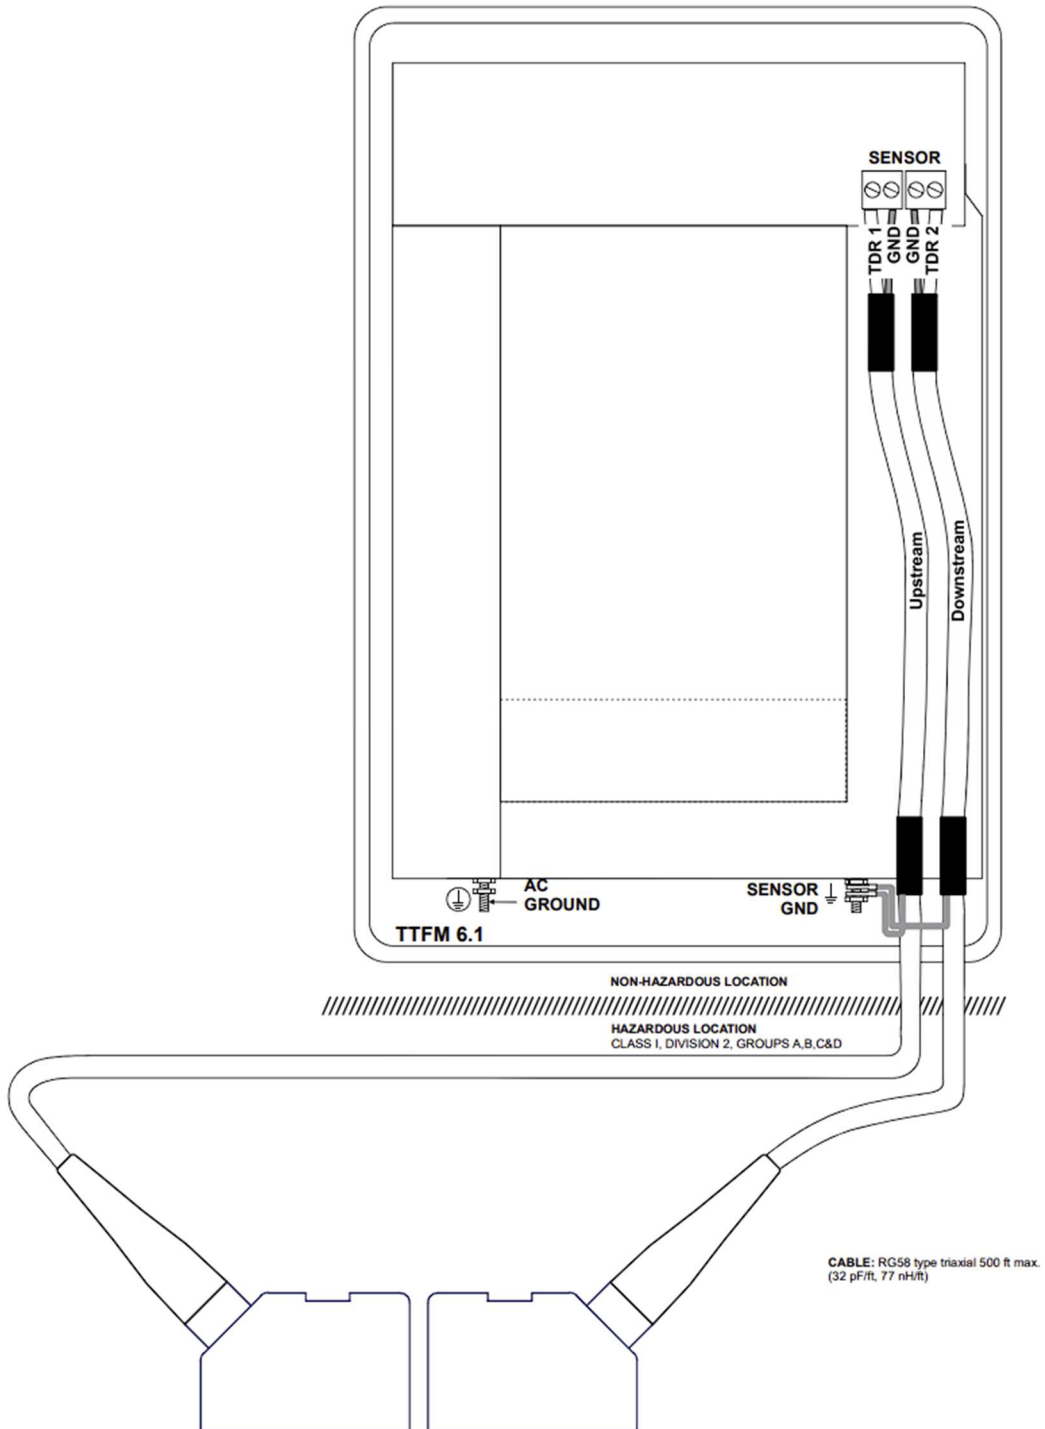 SENSOR
TDR 1
GND
GND
TDR 2
Upstream
Downstream
AC
GROUND
SENSOR
GND
TTFM 6.1
NON-HAZARDOUS LOCATION
HAZARDOUS LOCATION
CLASS I, DIVISION 2, GROUPS A,B,C&D
CABLE: RG58 type triaxial 500 ft max.
(32 pF/ft, 77 nH/ft)